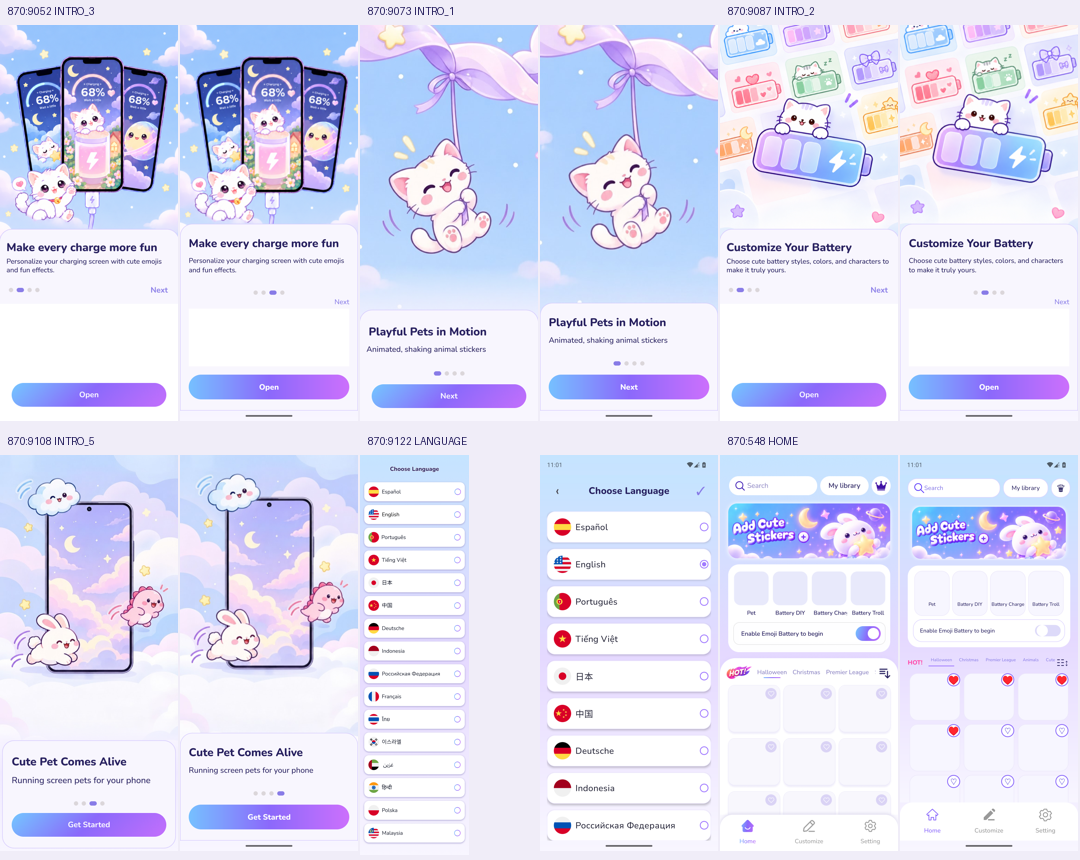 870:9052 INTRO_3
870:9073 INTRO_1
870:9087 INTRO_2
68%
68%
68%
68%
68%
68%
Make every charge more fun
Personalize your charging screen with cute emojis
and fun effects.
Next
Open
Make every charge more fun
Personalize your charging screen with cute emojis
and fun effects.
Next
Open
Playful Pets in Motion
Animated, shaking animal stickers
Next
Playful Pets in Motion
Animated, shaking animal stickers
Next
Customize Your Battery
Choose cute battery styles, colors, and characters to
make it truly yours.
Next
Open
Customize Your Battery
Choose cute battery styles, colors, and characters
to make it truly yours.
Next
Open
870:9108 INTRO_5
870:9122 LANGUAGE
870:548 HOME
Cute Pet Comes Alive
Running screen pets for your phone
Get Started
Cute Pet Comes Alive
Running screen pets for your phone
Get Started
Choose Language
Español
English
Português
Tiếng Việt
日本
中国
Deutsche
Indonesia
Российская Федерация
Français
ไทย
이스라엘
عربي
हिन्दी
Polska
Malaysia
11:01
‹ Choose Language ✓
Español
English
Português
Tiếng Việt
日本
中国
Deutsche
Indonesia
Российская Федерация
11:01
Search
My library
Add Cute
Stickers
Pet Battery DIY Battery Chan Battery Troll
Enable Emoji Battery to begin
HOT! Halloween Christmas Premier League
Home Customize Setting
11:01
Search
My library
Add Cute
Stickers
Pet Battery DIY Battery Charge Battery Troll
Enable Emoji Battery to begin
HOT! Halloween Christmas Premier League Animals Cute
Home Customize Setting